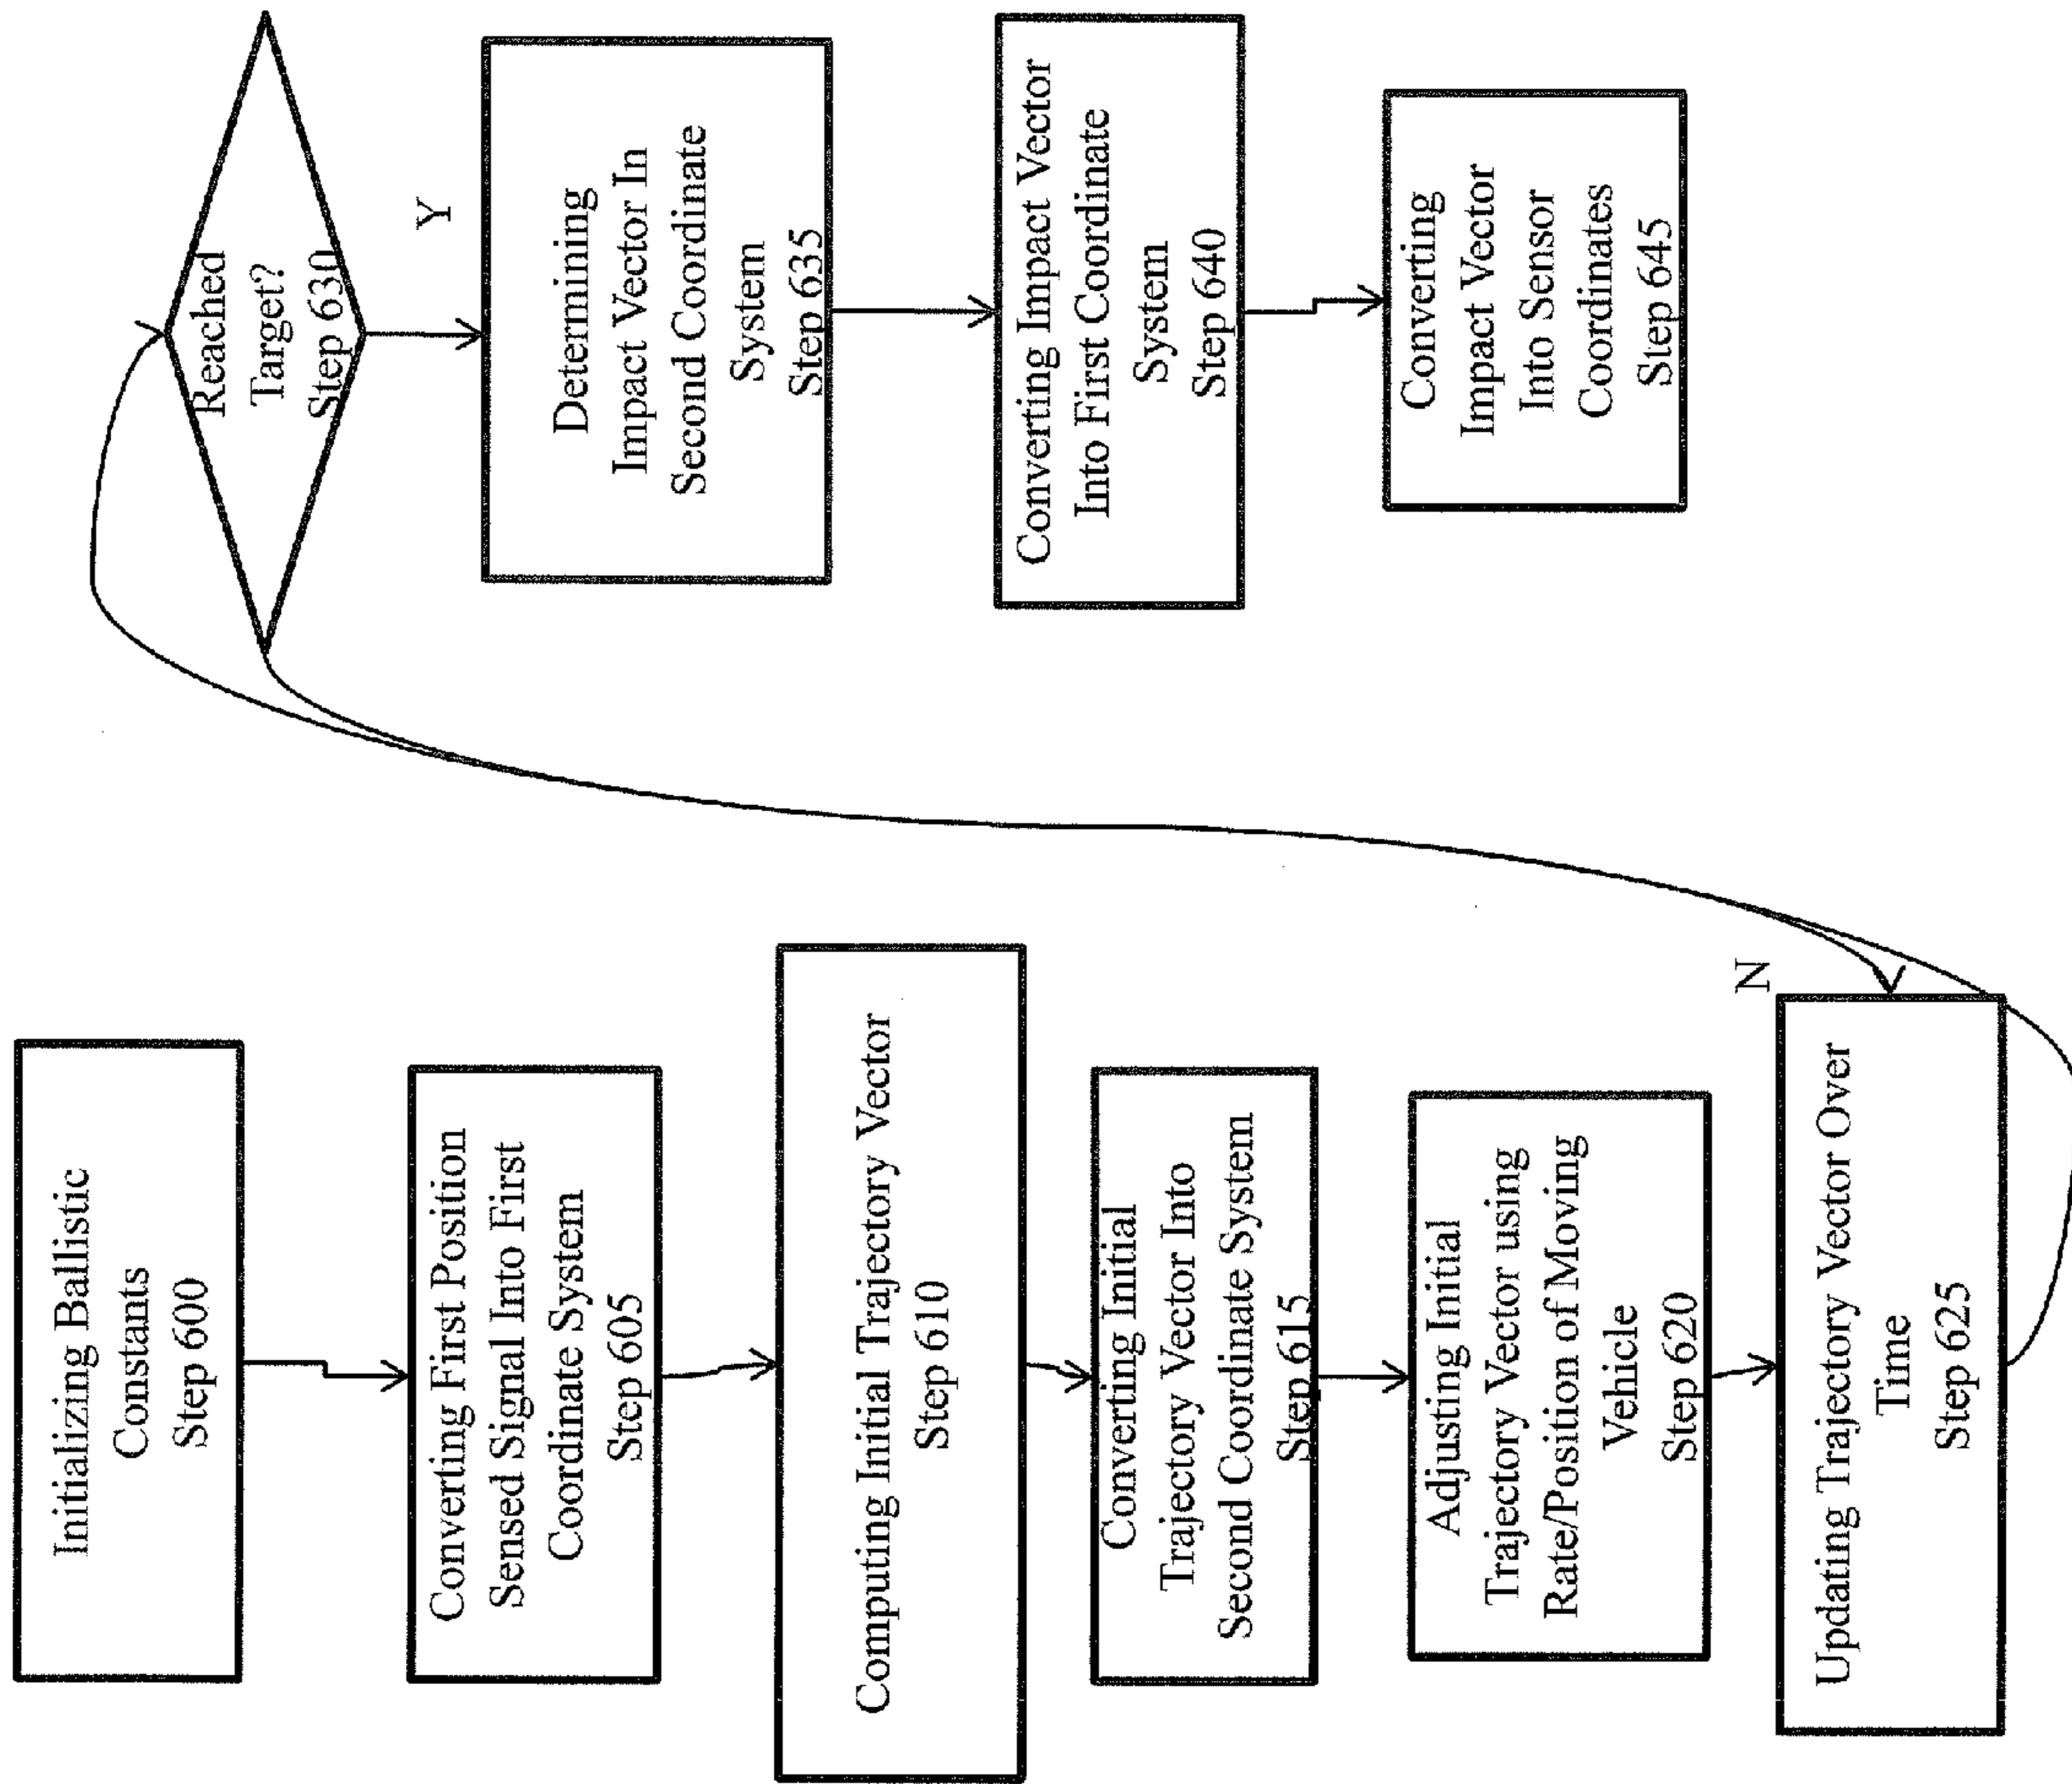 Initializing Ballistic
Constants
Step 600
Converting First Position
Sensed Signal Into First
Coordinate System
Step 605
Computing Initial Trajectory Vector
Step 610
Converting Initial
Trajectory Vector Into
Second Coordinate System
Step 615
Adjusting Initial
Trajectory Vector using
Rate/Position of Moving
Vehicle
Step 620
N
Updating Trajectory Vector Over
Time
Step 625
Reached
Target?
Step 630
Y
Determining
Impact Vector In
Second Coordinate
System
Step 635
Converting Impact Vector
Into First Coordinate
System
Step 640
Converting
Impact Vector
Into Sensor
Coordinates
Step 645